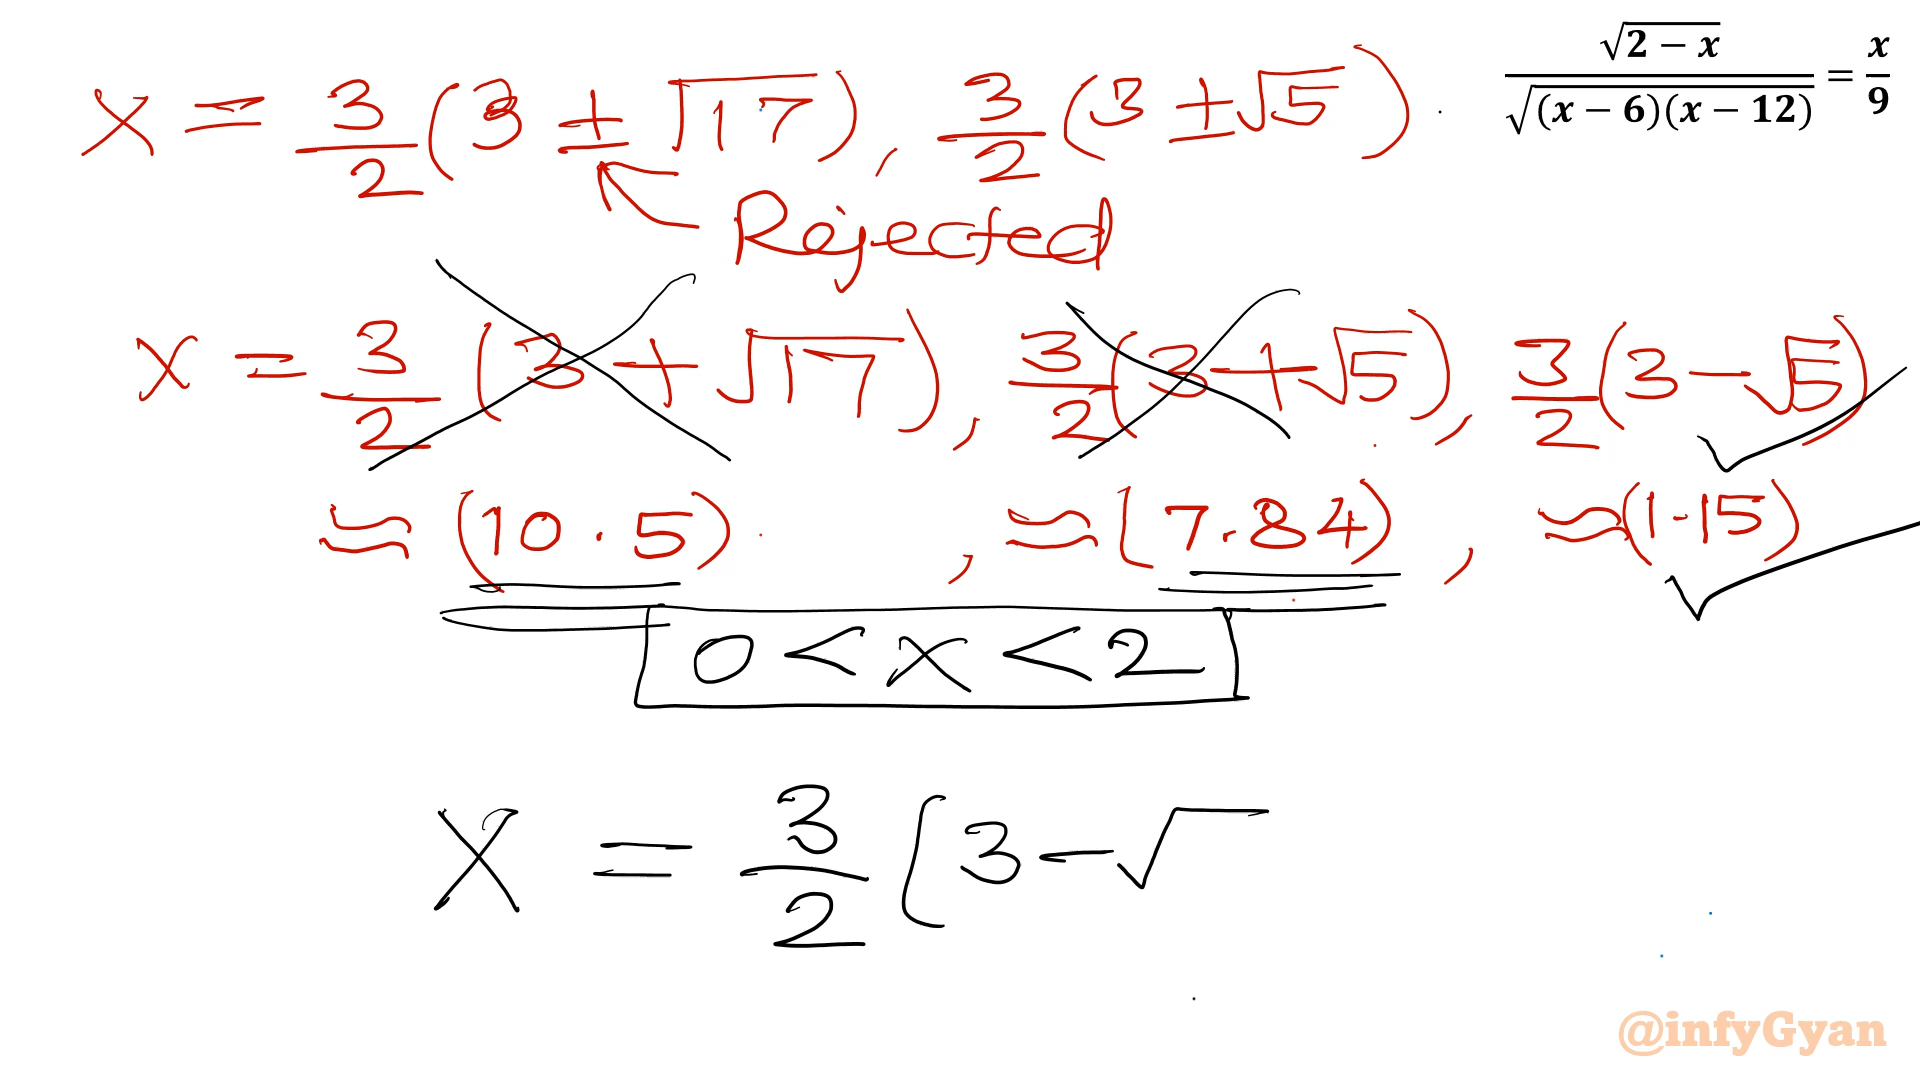 x = 3/2 (3 ± √17), 3/2 (3 ± √5)
√(2 − x) / √((x − 6)(x − 12)) = x/9
Rejected
x = 3/2 (3 + √17), 3/2 (3 + √5), 3/2 (3 − √5)
≈ (10.5), ≈ (7.84), ≈ (1.15)
0 < x < 2
x = 3/2 (3 − √
@infyGyan